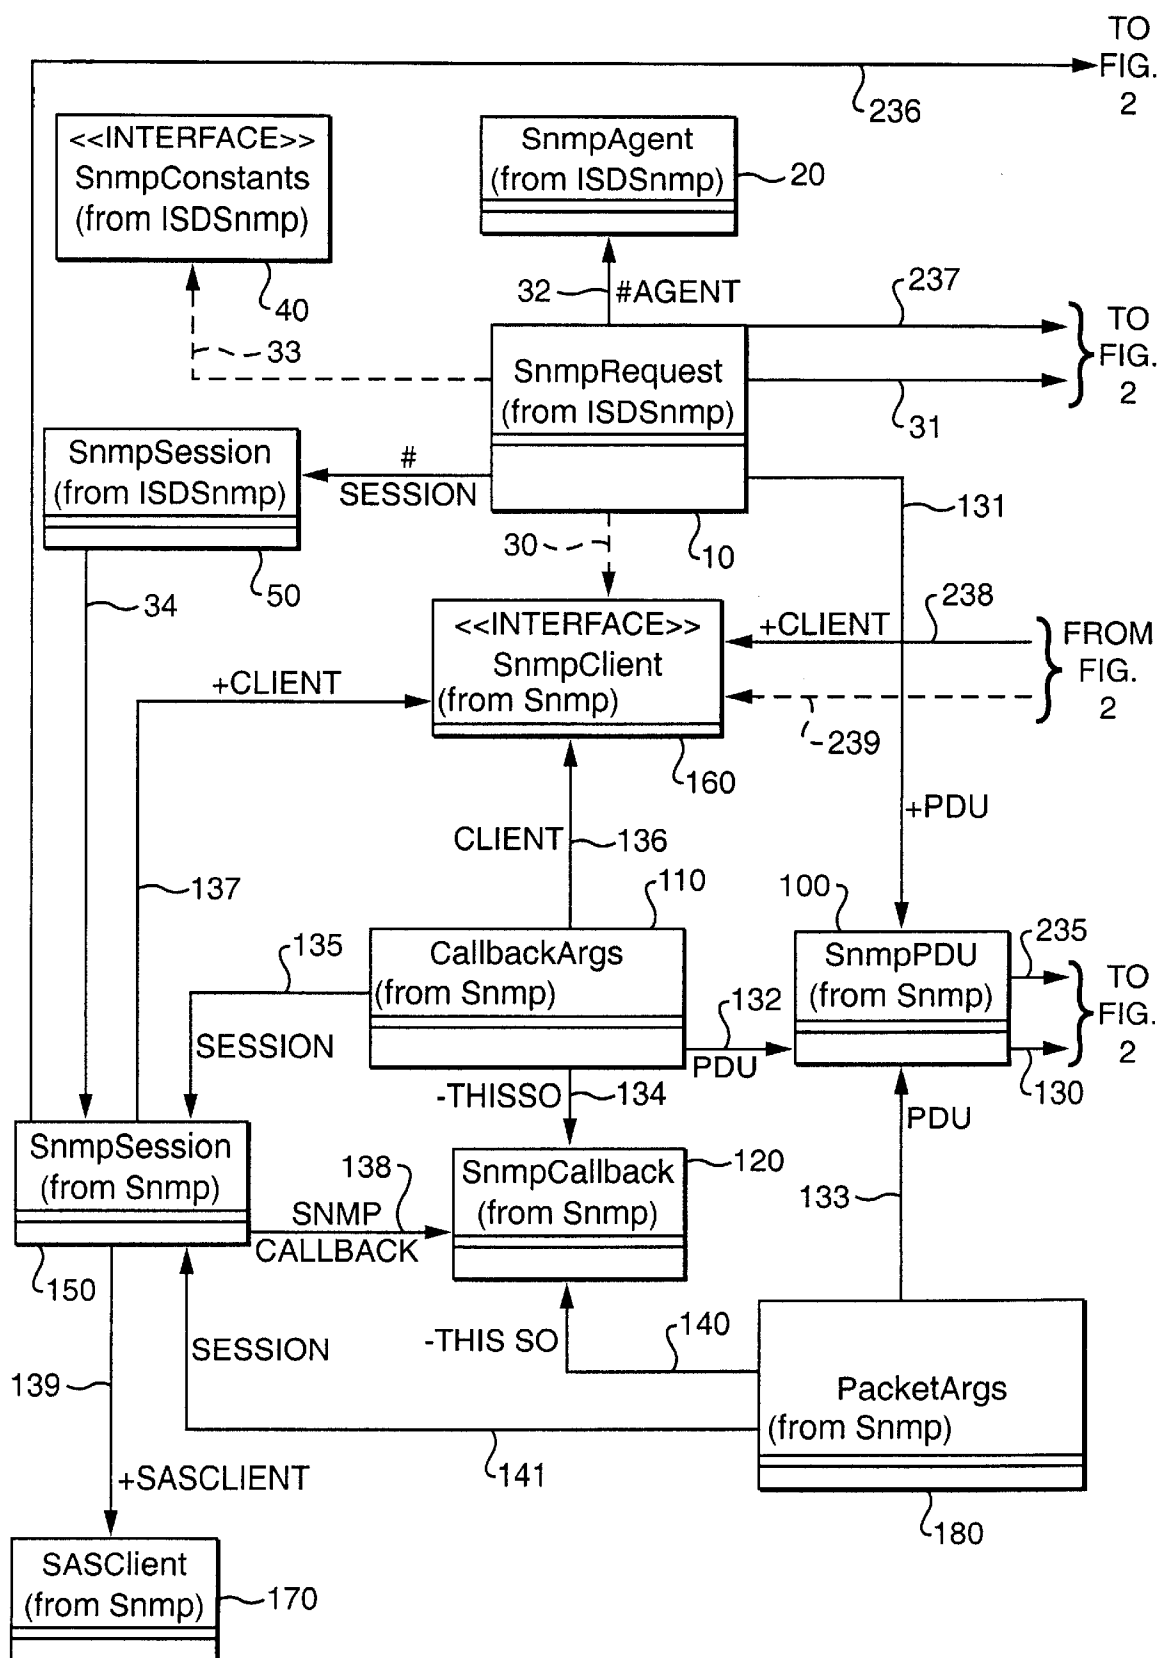 TO
FIG.
2
236
<<INTERFACE>>
SnmpConstants
(from ISDSnmp)
40
SnmpAgent
(from ISDSnmp)
20
32
#AGENT
33
237
TO
FIG.
2
31
SnmpRequest
(from ISDSnmp)
10
SnmpSession
(from ISDSnmp)
50
#
SESSION
30
131
34
<<INTERFACE>>
SnmpClient
(from Snmp)
160
+CLIENT
238
FROM
FIG.
2
239
+CLIENT
137
+PDU
CLIENT
136
110
100
CallbackArgs
(from Snmp)
135
SESSION
SnmpPDU
(from Snmp)
235
TO
FIG.
2
130
132
PDU
-THISSO
134
PDU
133
SnmpSession
(from Snmp)
150
138
SNMP
CALLBACK
SnmpCallback
(from Snmp)
120
SESSION
-THIS SO
140
139
141
PacketArgs
(from Snmp)
180
+SASCLIENT
SASClient
(from Snmp)
170